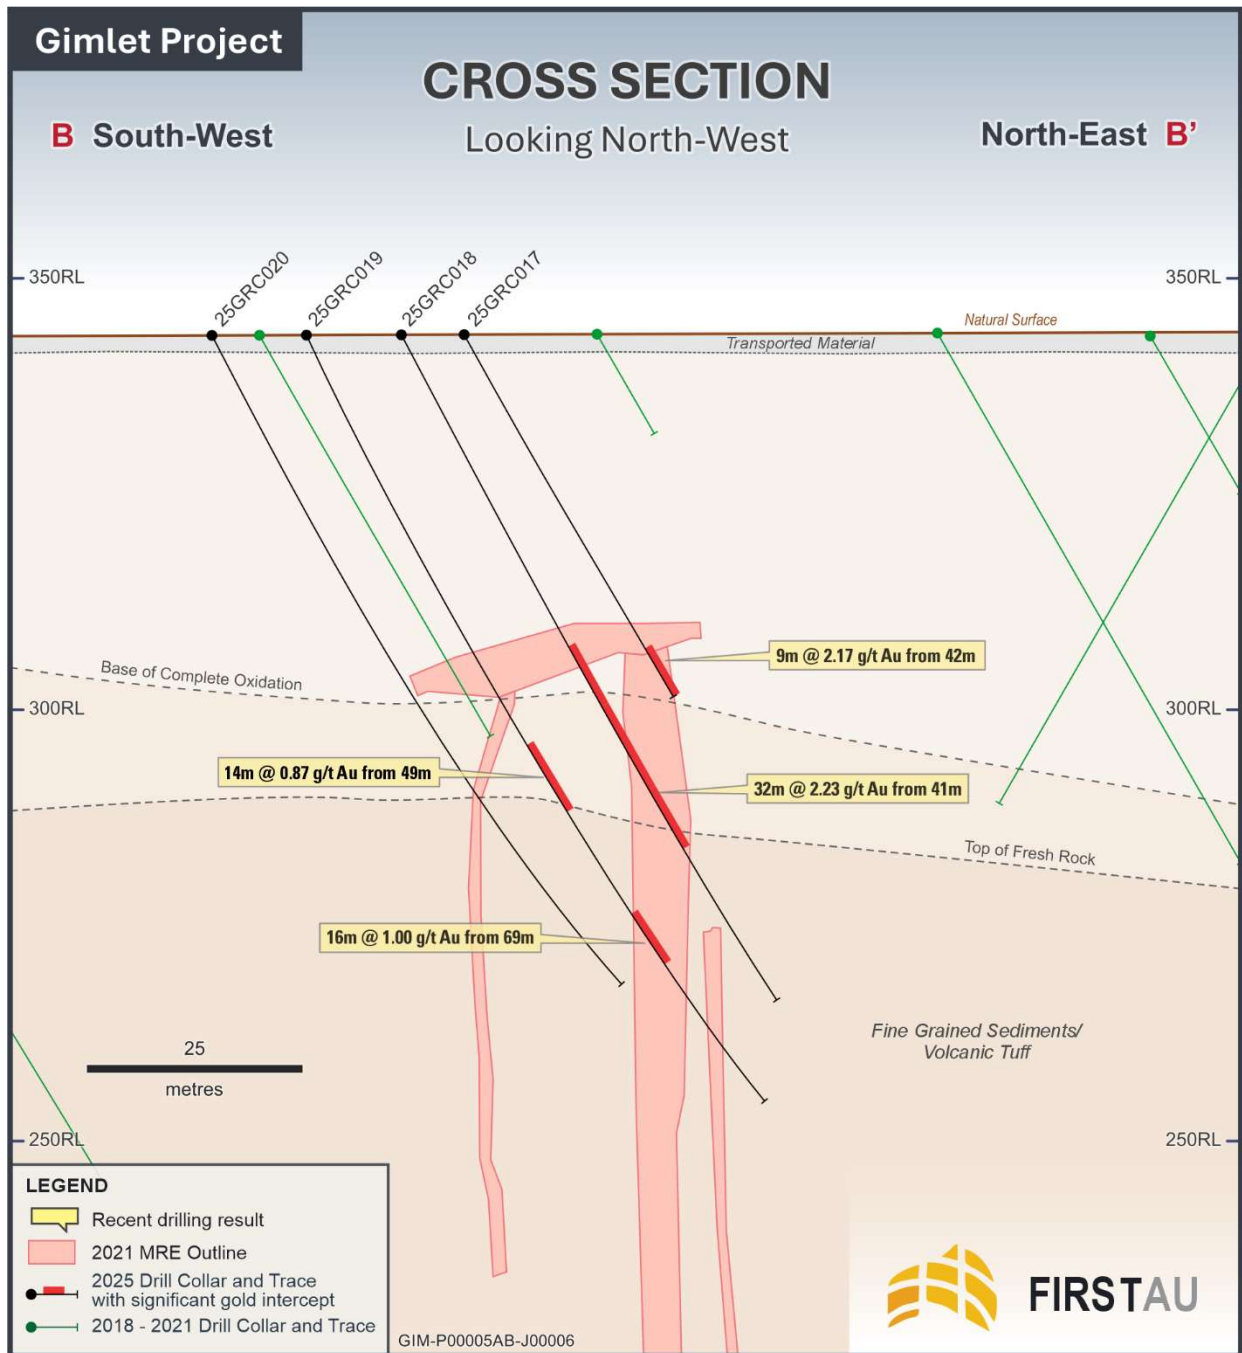 Gimlet Project
CROSS SECTION
B South-West
Looking North-West
North-East B’
350RL
350RL
25GRC020
25GRC019
25GRC018
25GRC017
Natural Surface
Transported Material
Base of Complete Oxidation
9m @ 2.17 g/t Au from 42m
300RL
300RL
14m @ 0.87 g/t Au from 49m
32m @ 2.23 g/t Au from 41m
Top of Fresh Rock
16m @ 1.00 g/t Au from 69m
Fine Grained Sediments/
Volcanic Tuff
25
metres
250RL
250RL
LEGEND
Recent drilling result
2021 MRE Outline
2025 Drill Collar and Trace
with significant gold intercept
2018 - 2021 Drill Collar and Trace
GIM-P00005AB-J00006
FIRSTAU